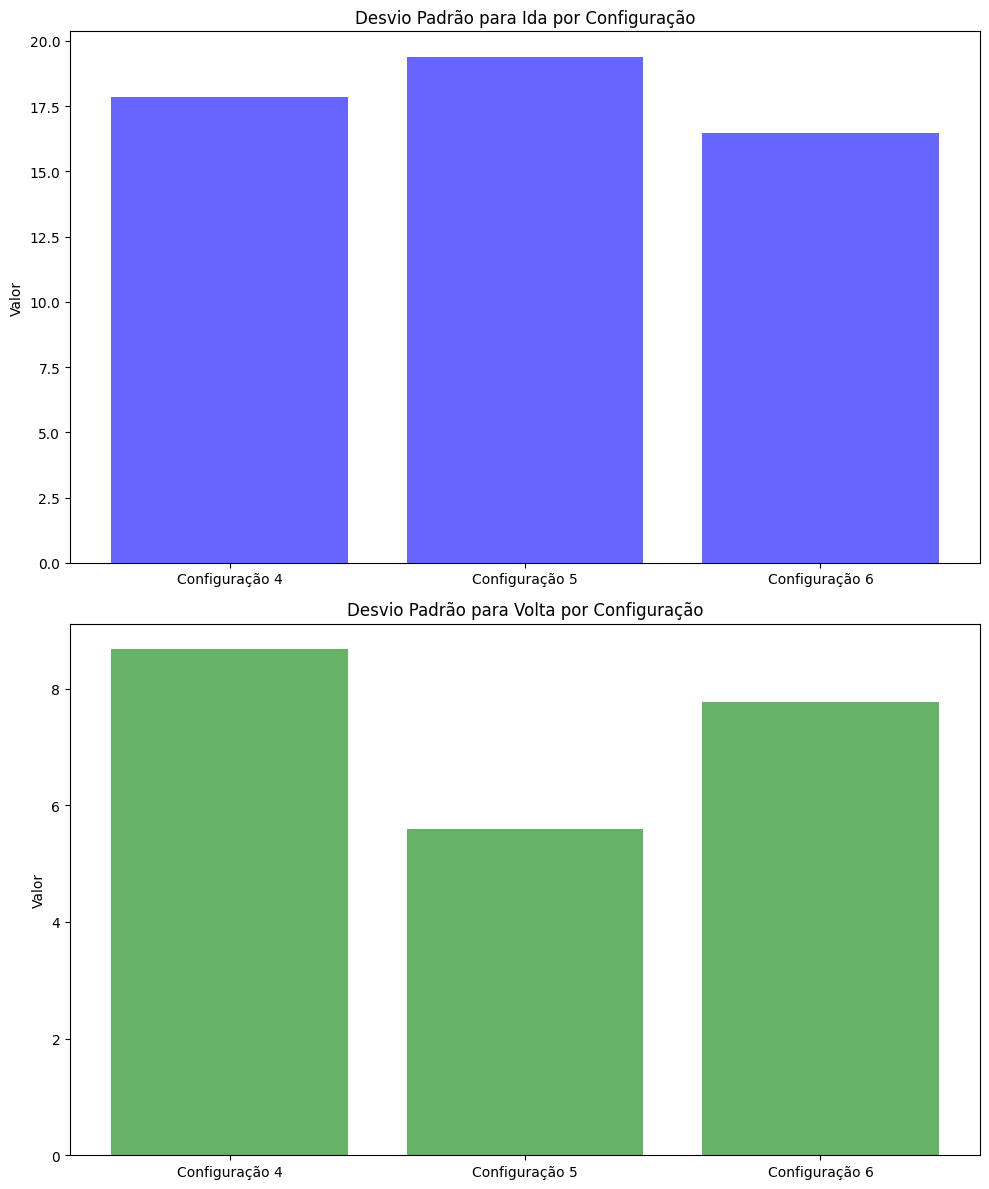 Desvio Padrão para Ida por Configuração
20.0
17.5
15.0
12.5
10.0
7.5
5.0
2.5
0.0
Valor
Configuração 4
Configuração 5
Configuração 6
Desvio Padrão para Volta por Configuração
8
6
4
2
0
Valor
Configuração 4
Configuração 5
Configuração 6